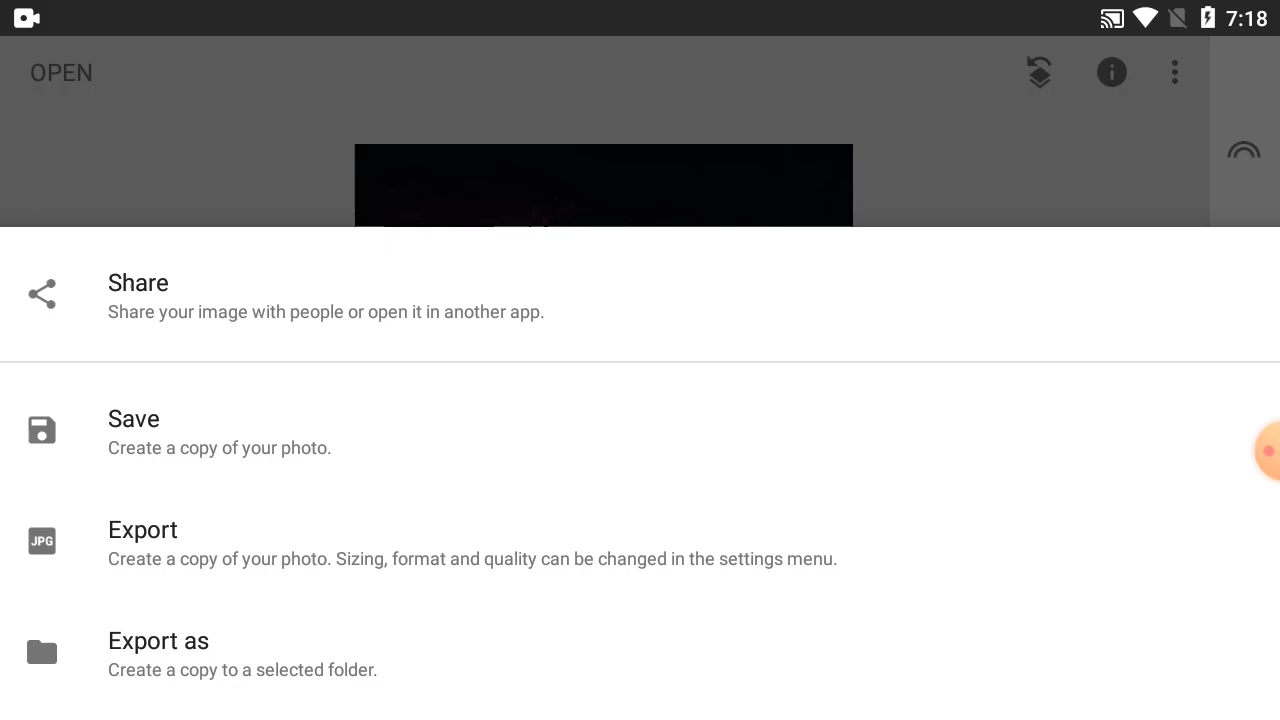 7:18
OPEN
Share
Share your image with people or open it in another app.
Save
Create a copy of your photo.
JPG
Export
Create a copy of your photo. Sizing, format and quality can be changed in the settings menu.
Export as
Create a copy to a selected folder.